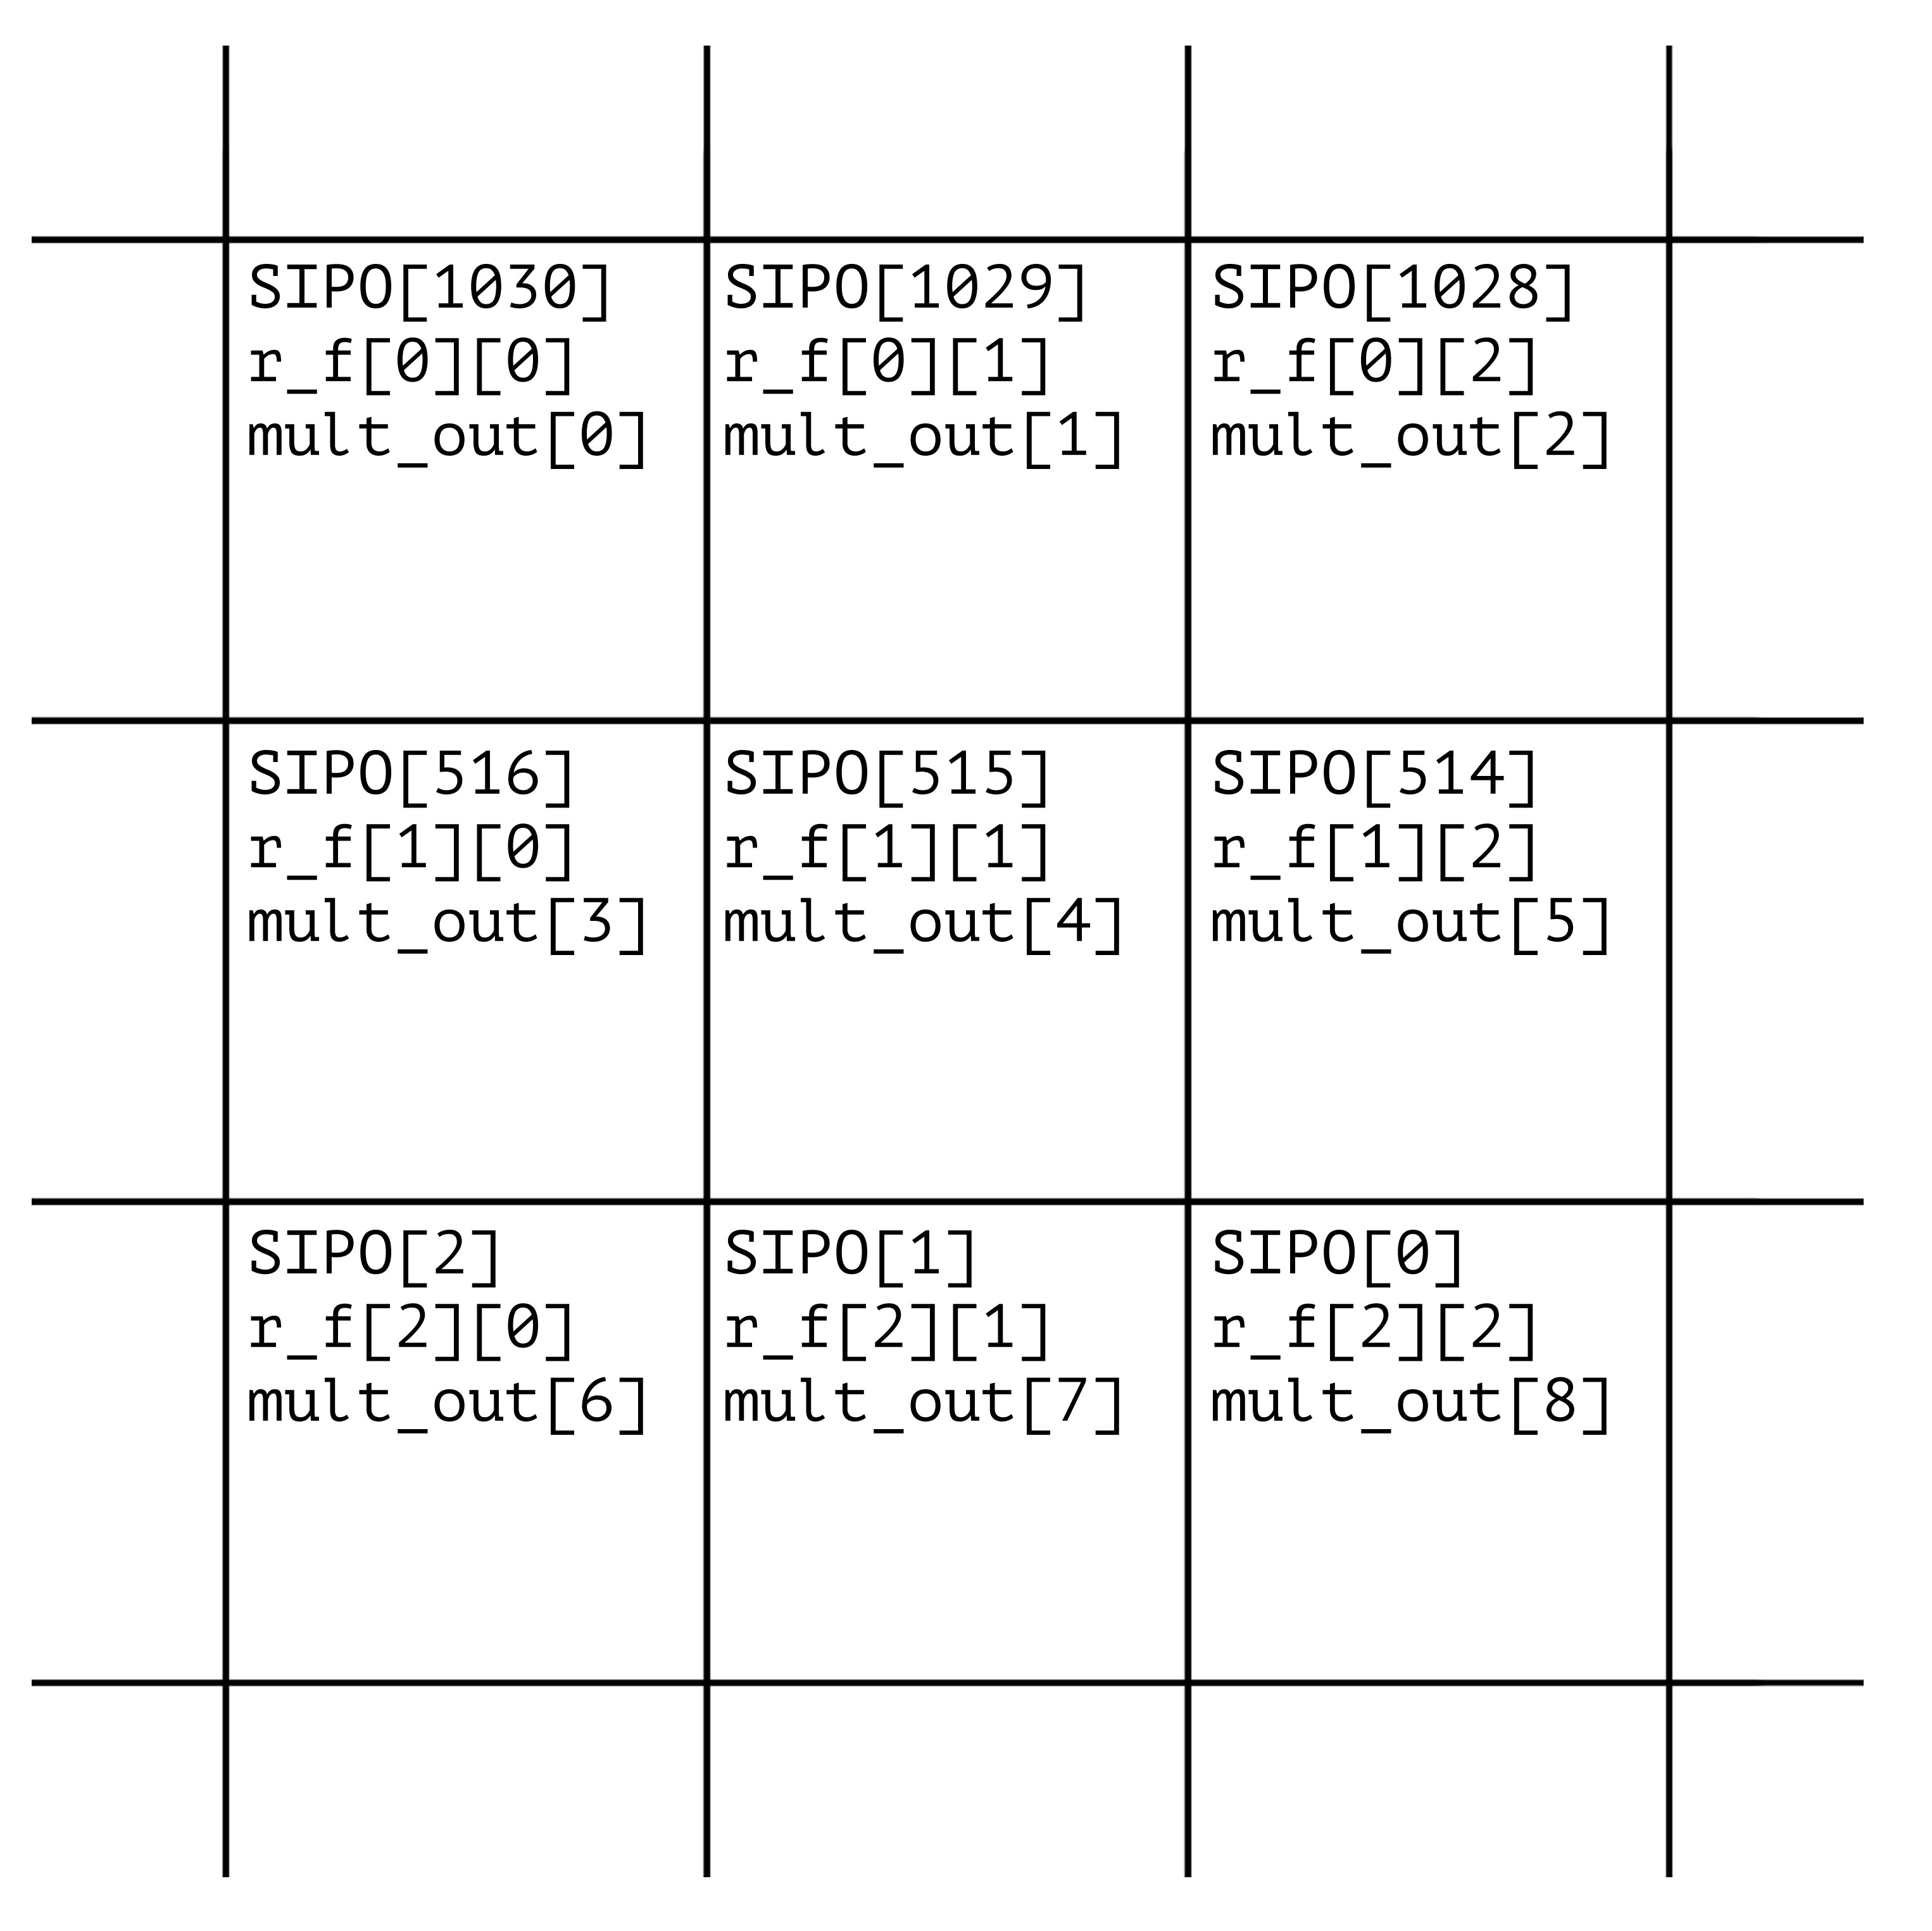 SIPO[1030]
r_f[0][0]
mult_out[0]
SIPO[1029]
r_f[0][1]
mult_out[1]
SIPO[1028]
r_f[0][2]
mult_out[2]
SIPO[516]
r_f[1][0]
mult_out[3]
SIPO[515]
r_f[1][1]
mult_out[4]
SIPO[514]
r_f[1][2]
mult_out[5]
SIPO[2]
r_f[2][0]
mult_out[6]
SIPO[1]
r_f[2][1]
mult_out[7]
SIPO[0]
r_f[2][2]
mult_out[8]